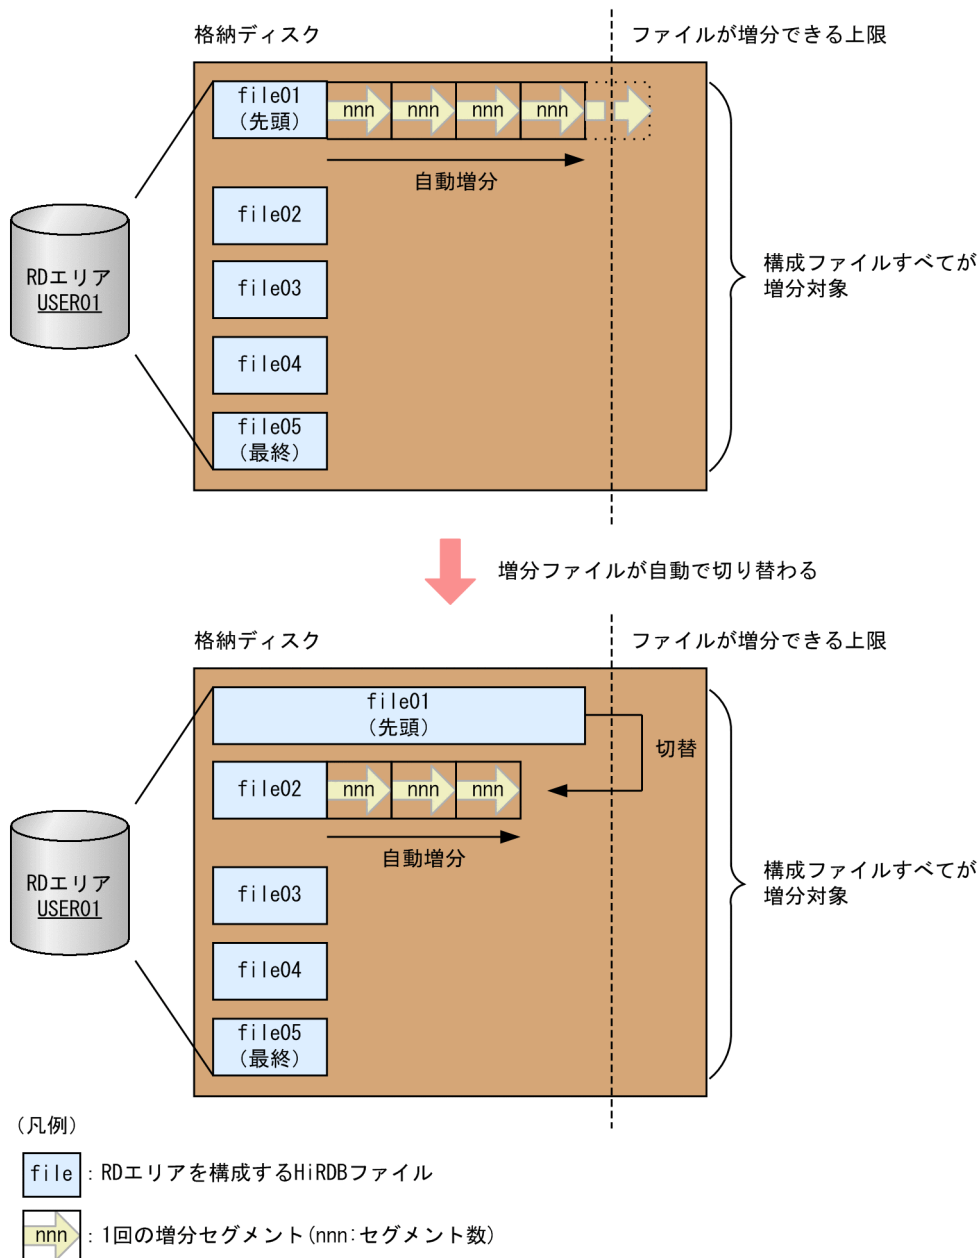 格納ディスク
ファイルが増分できる上限
file01
(先頭)
nnn
nnn
nnn
nnn
自動増分
file02
file03
file04
file05
(最終)
RDエリア
USER01
構成ファイルすべてが
増分対象
増分ファイルが自動で切り替わる
格納ディスク
ファイルが増分できる上限
file01
(先頭)
切替
file02
nnn
nnn
nnn
自動増分
file03
file04
file05
(最終)
RDエリア
USER01
構成ファイルすべてが
増分対象
(凡例)
file : RDエリアを構成するHiRDBファイル
nnn : 1回の増分セグメント(nnn:セグメント数)